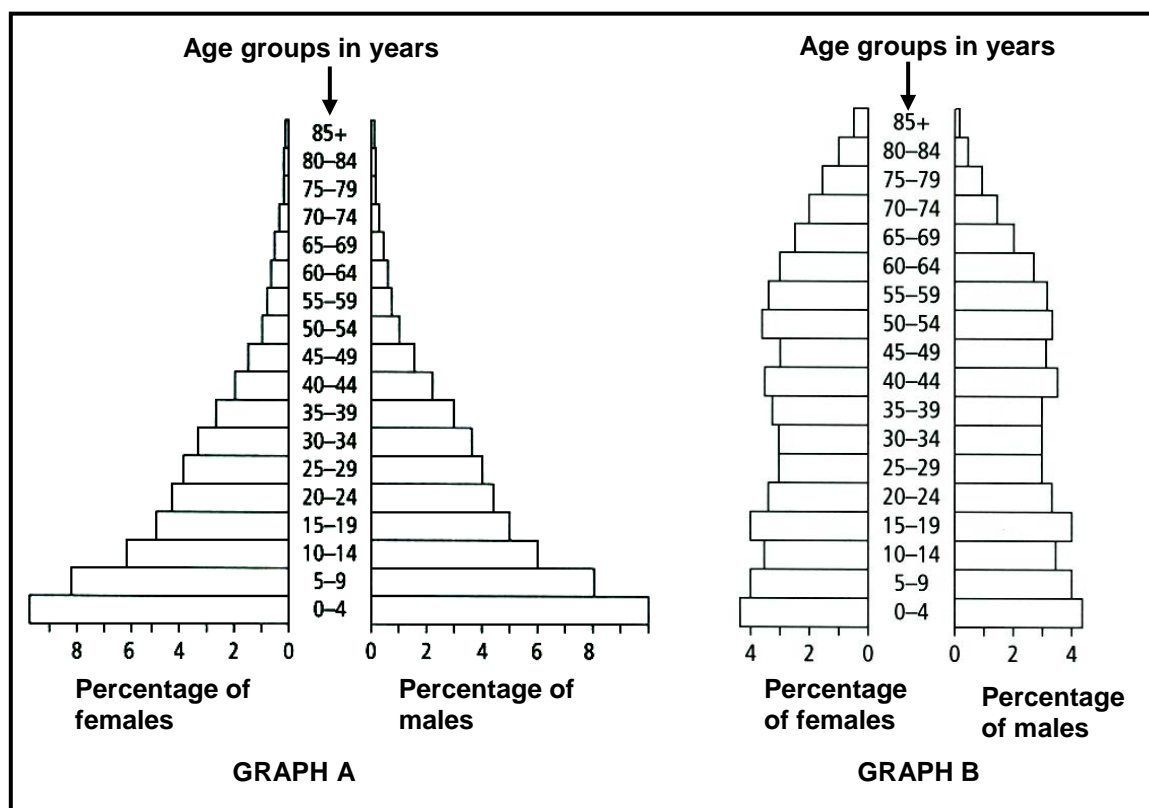 Age groups in years
85+
80–84
75–79
70–74
65–69
60–64
55–59
50–54
45–49
40–44
35–39
30–34
25–29
20–24
15–19
10–14
5–9
0–4
8 6 4 2 0 0 2 4 6 8
Percentage of
females
Percentage of
males
GRAPH A
Age groups in years
85+
80–84
75–79
70–74
65–69
60–64
55–59
50–54
45–49
40–44
35–39
30–34
25–29
20–24
15–19
10–14
5–9
0–4
4 2 0 0 2 4
Percentage
of females
Percentage
of males
GRAPH B